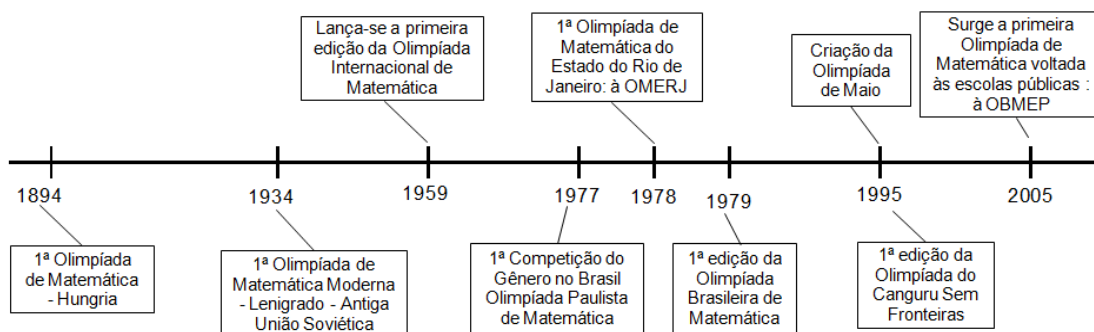 Lança-se a primeira
edição da Olimpíada
Internacional de
Matemática
1ª Olimpíada de
Matemática do
Estado do Rio de
Janeiro: à OMERJ
Criação da
Olimpíada
de Maio
Surge a primeira
Olimpíada de
Matemática voltada
às escolas públicas :
à OBMEP
1894
1934
1959
1977
1978
1979
1995
2005
1ª Olimpíada
de Matemática
- Hungria
1ª Olimpíada de
Matemática Moderna
- Lenigrado - Antiga
União Soviética
1ª Competição do
Gênero no Brasil
Olimpíada Paulista
de Matemática
1ª edição da
Olimpíada
Brasileira de
Matemática
1ª edição da
Olimpíada do
Canguru Sem
Fronteiras